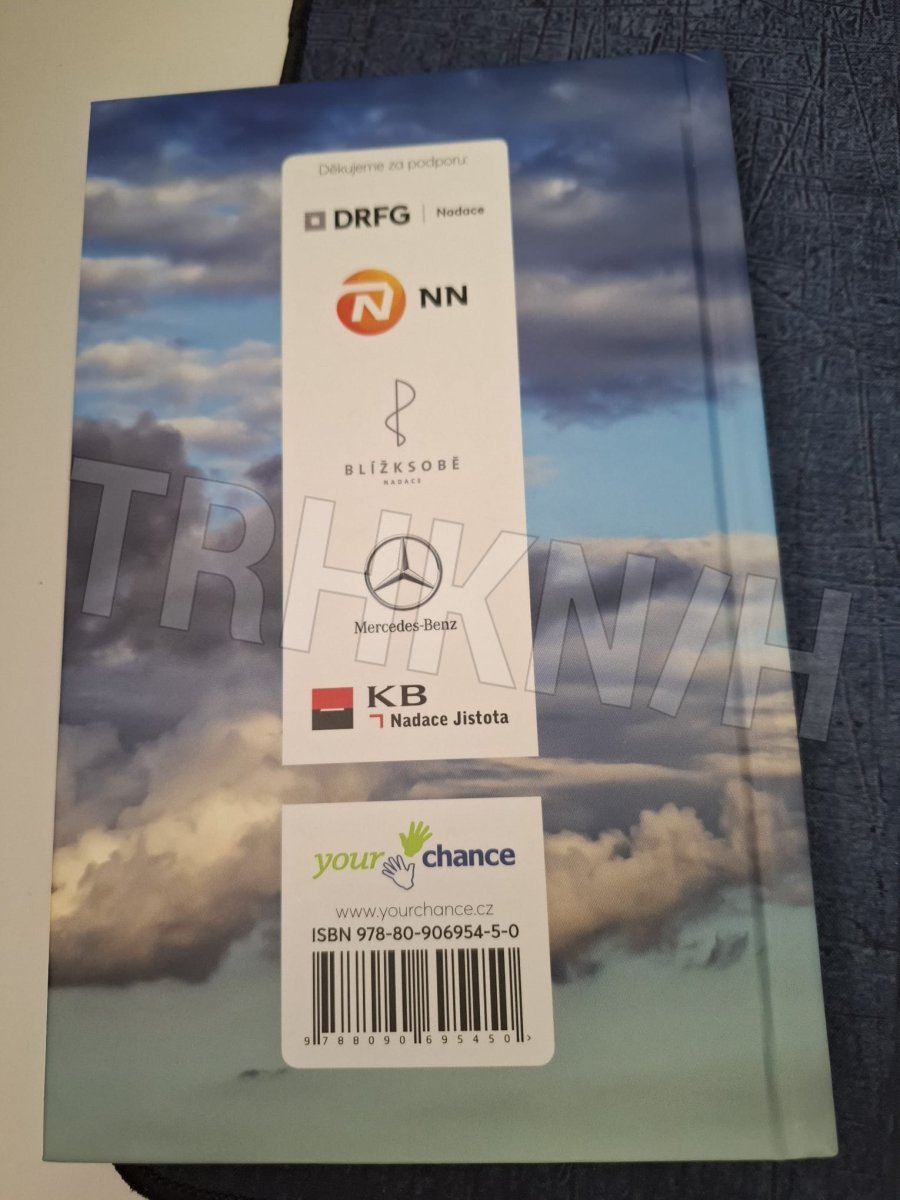 Děkujeme za podporu:
DRFG | Nadace
NN
BLÍŽKSOBĚ
NADACE
TRHKNIH
Mercedes-Benz
KB
Nadace Jistota
your chance
www.yourchance.cz
ISBN 978-80-906954-5-0
9 788090 695450 >